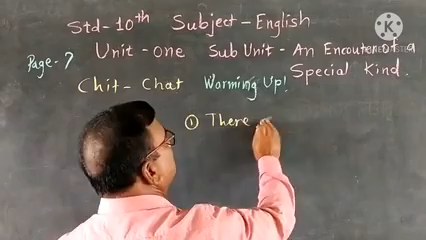 Std-10th Subject-English
Page-7 Unit-one Sub Unit - An Encouter of a
Special Kind.
Chit-Chat Warming Up!
① There